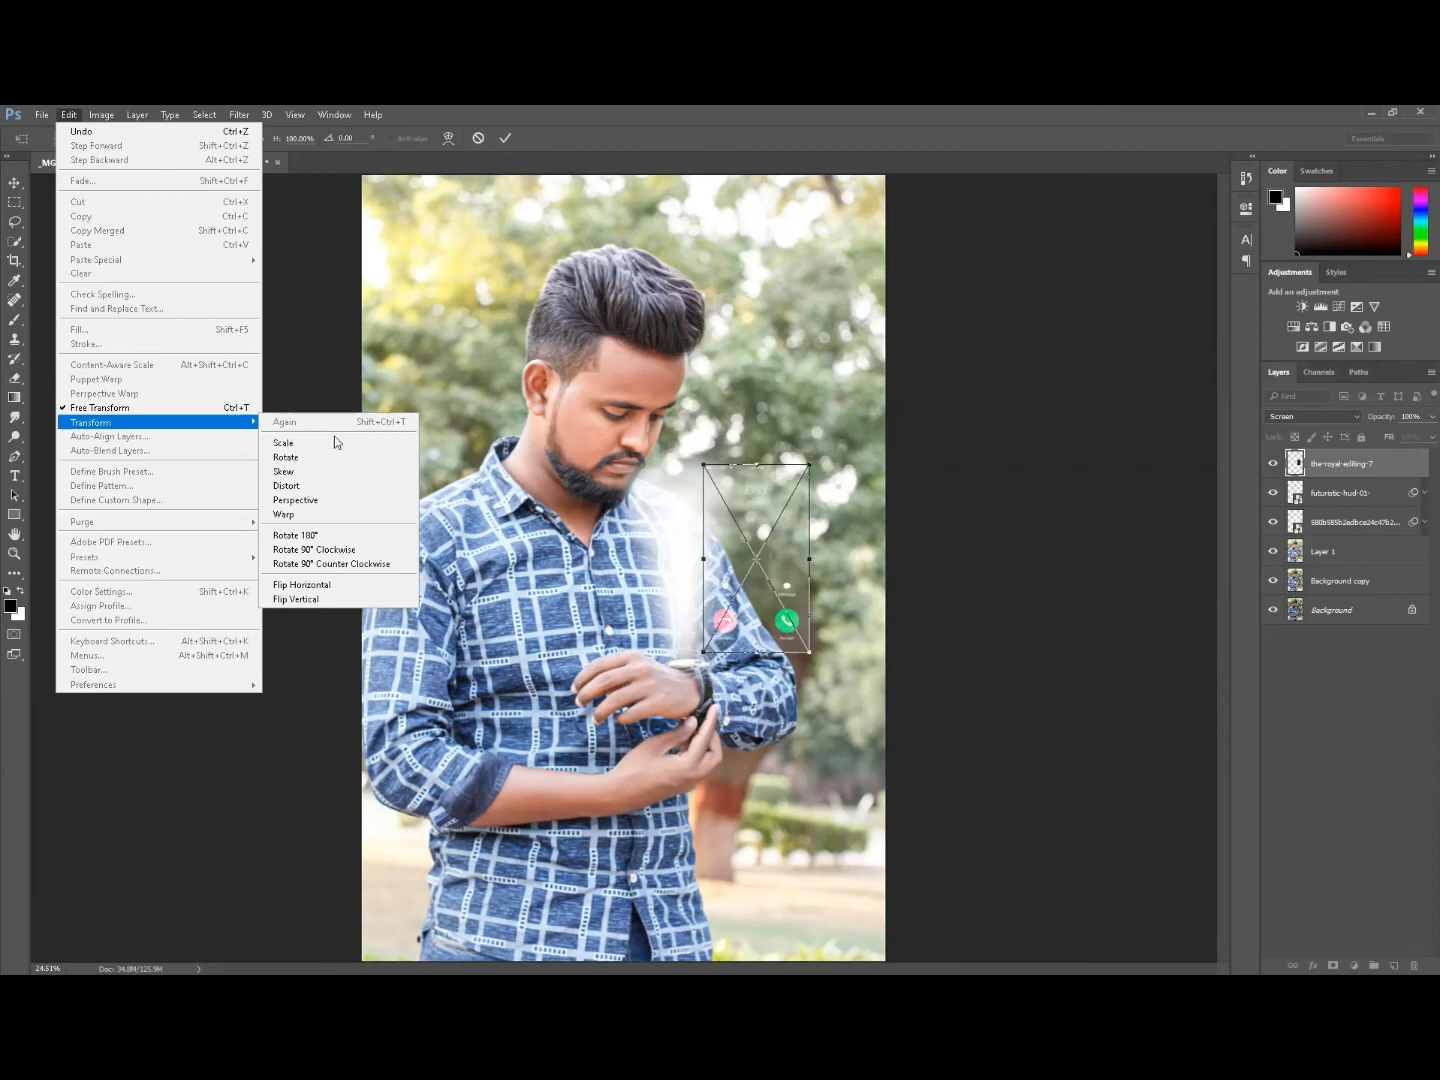 Ps File Edit Image Layer Type Select Filter 3D View Window Help
H: 100.00% 0.00 ° Anti-alias Essentials
_MG
Undo Ctrl+Z
Step Forward Shift+Ctrl+Z
Step Backward Alt+Ctrl+Z
Fade... Shift+Ctrl+F
Cut Ctrl+X
Copy Ctrl+C
Copy Merged Shift+Ctrl+C
Paste Ctrl+V
Paste Special
Clear
Check Spelling...
Find and Replace Text...
Fill... Shift+F5
Stroke...
Content-Aware Scale Alt+Shift+Ctrl+C
Puppet Warp
Perspective Warp
Free Transform Ctrl+T
Transform
Auto-Align Layers...
Auto-Blend Layers...
Define Brush Preset...
Define Pattern...
Define Custom Shape...
Purge
Adobe PDF Presets...
Presets
Remote Connections...
Color Settings... Shift+Ctrl+K
Assign Profile...
Convert to Profile...
Keyboard Shortcuts... Alt+Shift+Ctrl+K
Menus... Alt+Shift+Ctrl+M
Toolbar...
Preferences
Again Shift+Ctrl+T
Scale
Rotate
Skew
Distort
Perspective
Warp
Rotate 180°
Rotate 90° Clockwise
Rotate 90° Counter Clockwise
Flip Horizontal
Flip Vertical
Color Swatches
Adjustments Styles
Add an adjustment
Layers Channels Paths
Kind
Screen Opacity: 100%
Lock: Fill: 100%
the-royal-editing-7
futuristic-hud-01-
580b585b2edbce24c47b2...
Layer 1
Background copy
Background
24.51% Doc: 34.8M/125.9M